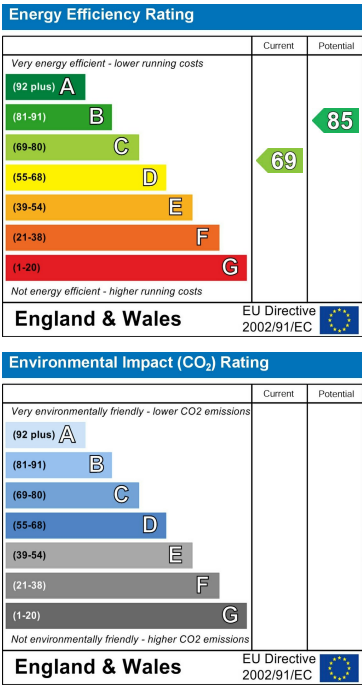 Energy Efficiency Rating
Current Potential
Very energy efficient - lower running costs
(92 plus) A
(81-91) B
(69-80) C
(55-68) D
(39-54) E
(21-38) F
(1-20) G
69
85
Not energy efficient - higher running costs
England & Wales
EU Directive
2002/91/EC
Environmental Impact (CO₂) Rating
Current Potential
Very environmentally friendly - lower CO2 emissions
(92 plus) A
(81-91) B
(69-80) C
(55-68) D
(39-54) E
(21-38) F
(1-20) G
Not environmentally friendly - higher CO2 emissions
England & Wales
EU Directive
2002/91/EC